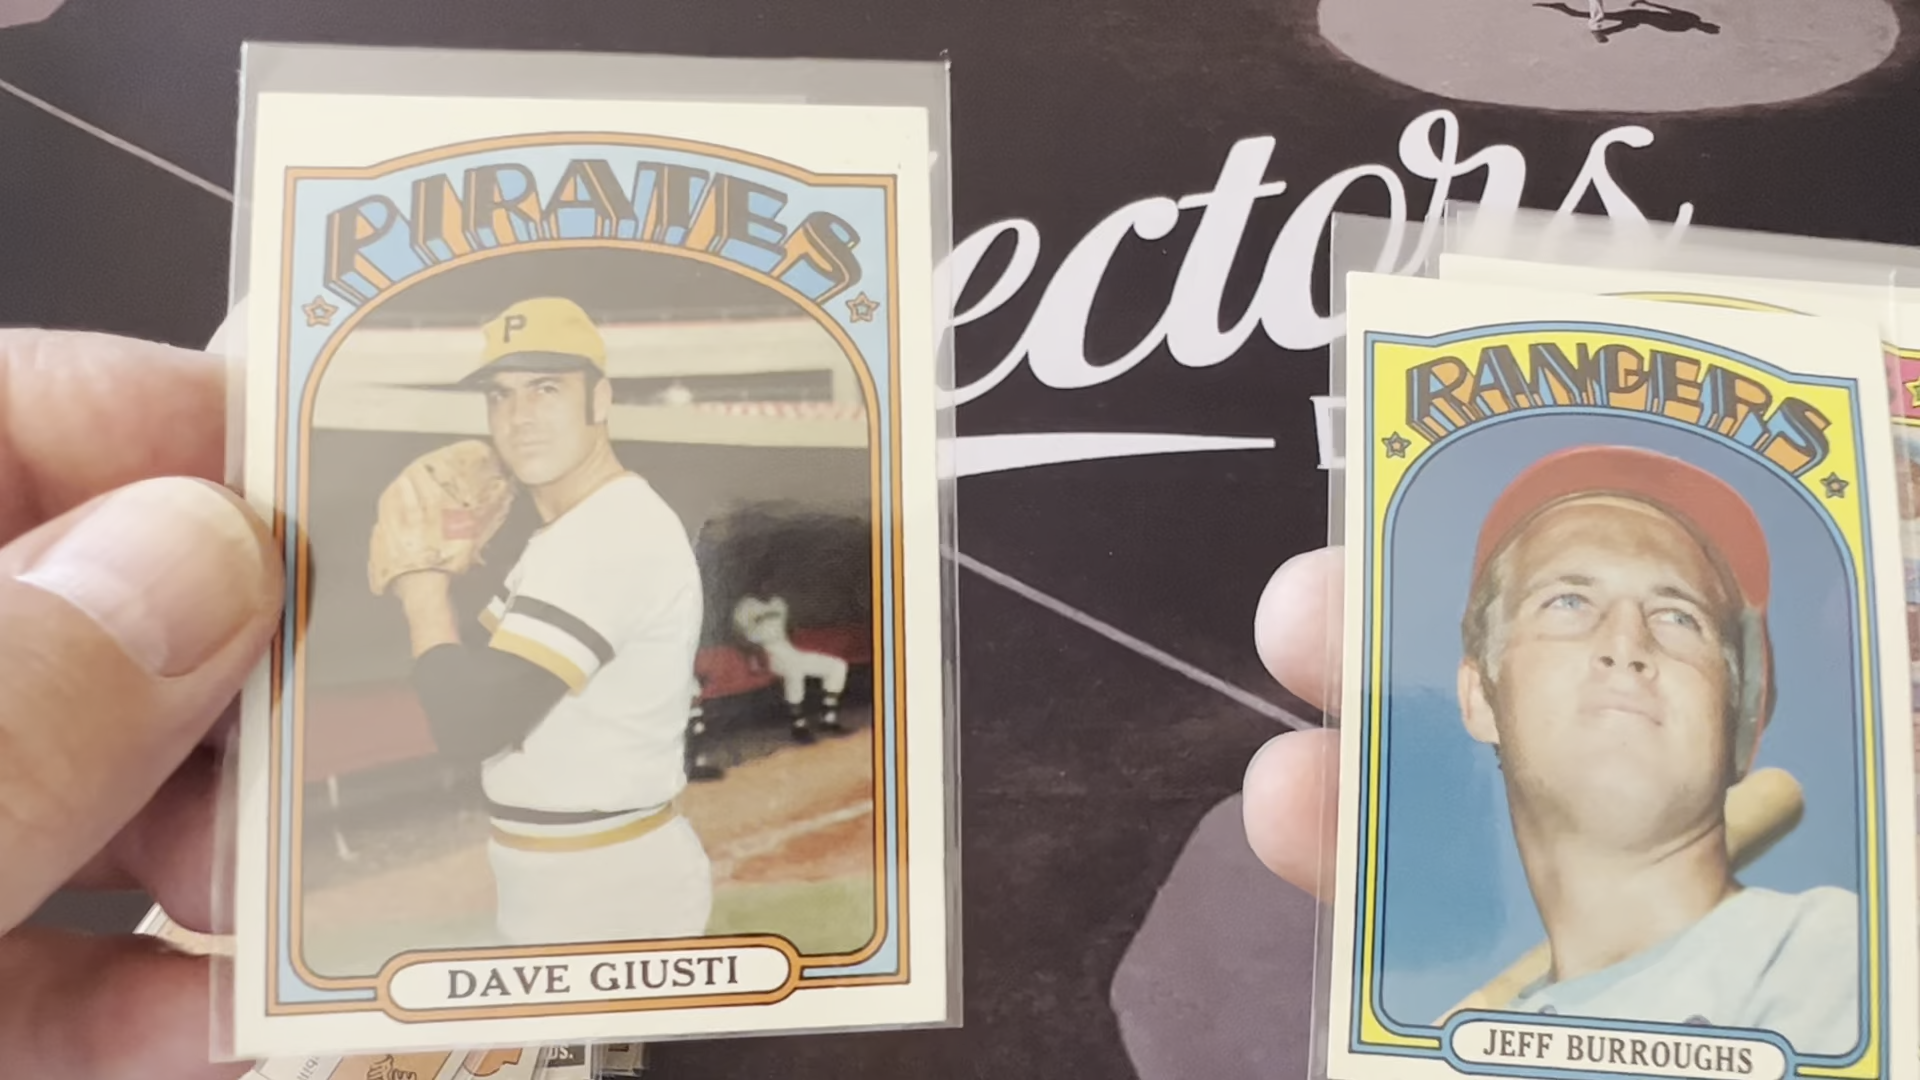 PIRATES
P
DAVE GIUSTI
ectors
RANGERS
JEFF BURROUGHS